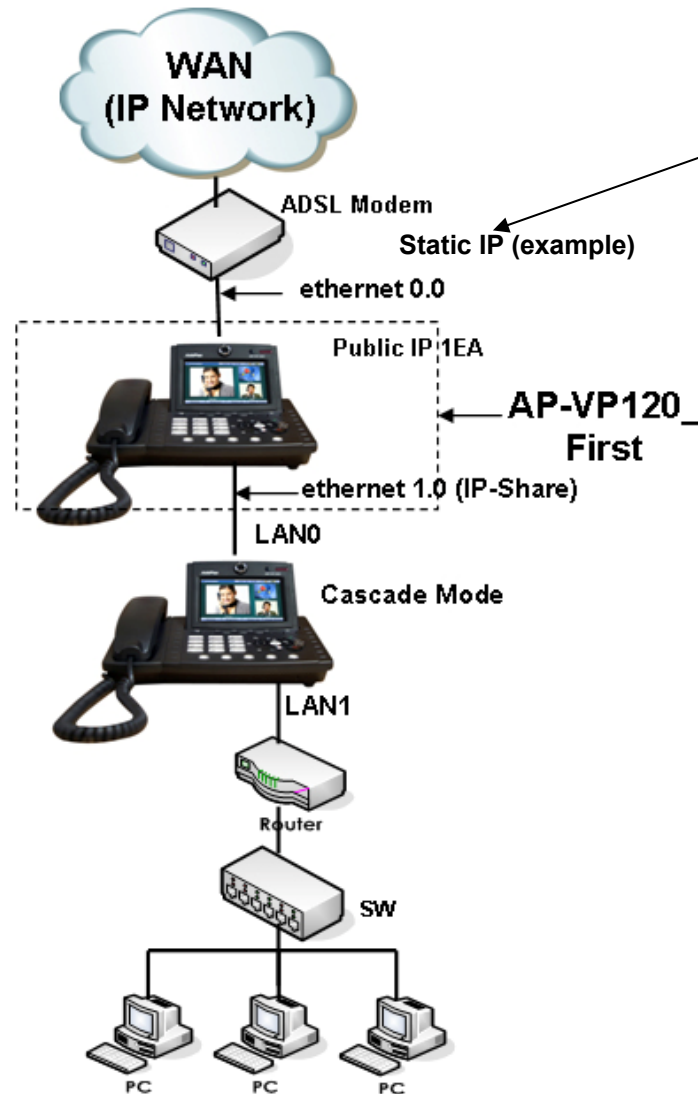 WAN
(IP Network)
ADSL Modem
Static IP (example)
ethernet 0.0
Public IP 1EA
AP-VP120_
First
ethernet 1.0 (IP-Share)
LAN0
Cascade Mode
LAN1
Router
SW
PC
PC
PC